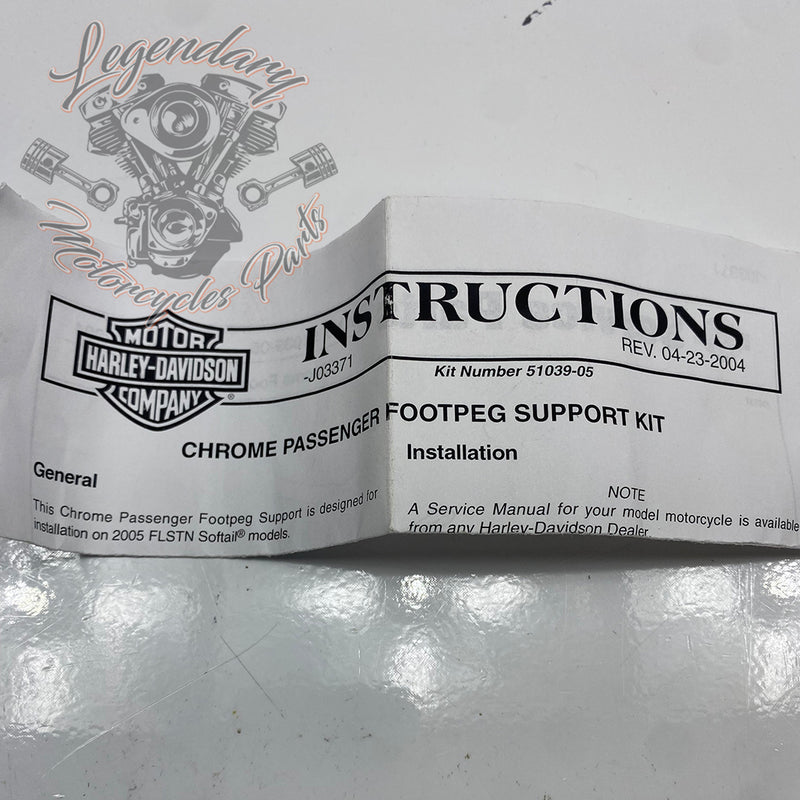 Legendary
Motorcycles Parts
MOTOR
HARLEY-DAVIDSON
COMPANY
®
INSTRUCTIONS
-J03371
REV. 04-23-2004
Kit Number 51039-05
CHROME PASSENGER FOOTPEG SUPPORT KIT
General
This Chrome Passenger Footpeg Support is designed for
installation on 2005 FLSTN Softail® models.
Installation
NOTE
A Service Manual for your model motorcycle is available
from any Harley-Davidson Dealer